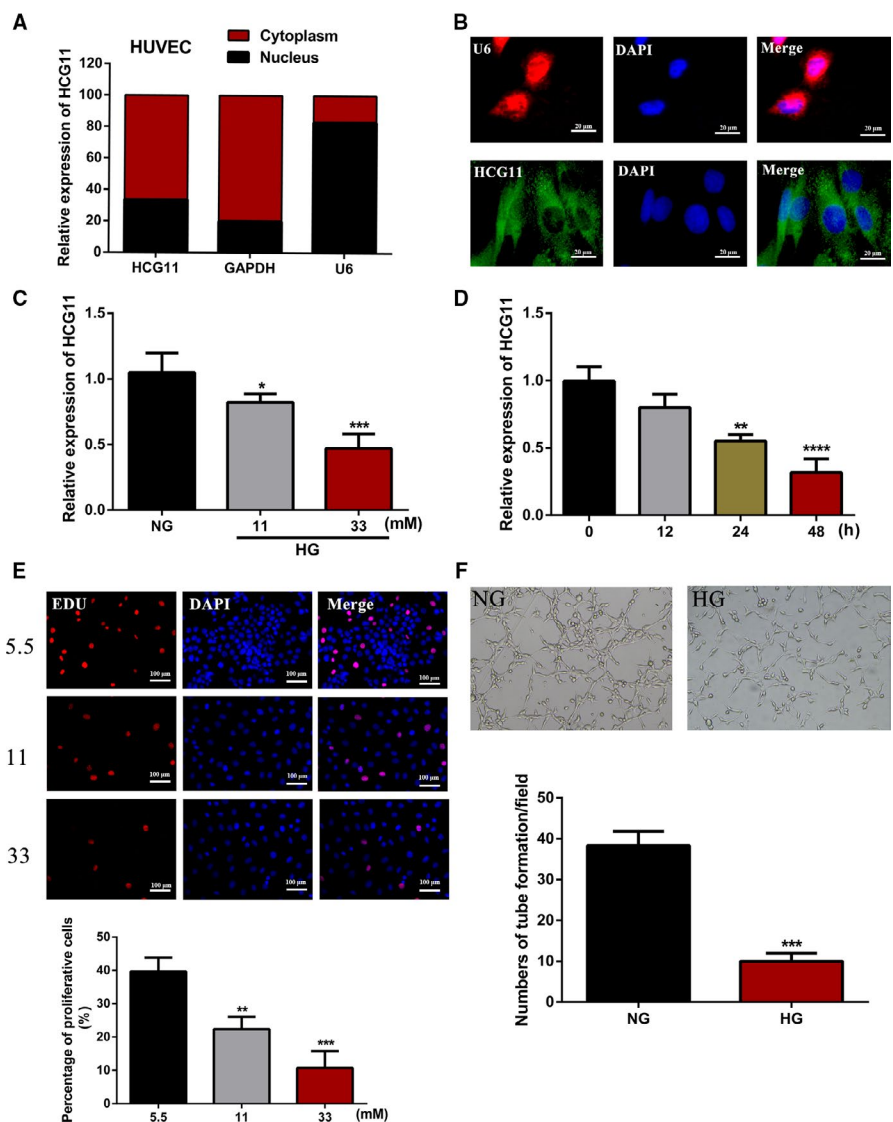 A
HUVEC
Cytoplasm
Nucleus
Relative expression of HCG11
100
80
60
40
20
0
HCG11 GAPDH U6
B
U6 DAPI Merge
20 μm 20 μm 20 μm
HCG11 DAPI Merge
20 μm 20 μm 20 μm
C
Relative expression of HCG11
1.5
1.0
0.5
0.0
* ***
NG 11 33 (mM)
HG
D
Relative expression of HCG11
1.5
1.0
0.5
0.0
** ****
0 12 24 48 (h)
E
EDU DAPI Merge
5.5
100 μm 100 μm 100 μm
11
100 μm 100 μm 100 μm
33
100 μm 100 μm 100 μm
Percentage of proliferative cells
(%)
50
40
30
20
10
0
** ***
5.5 11 33 (mM)
F
NG HG
Numbers of tube formation/field
50
40
30
20
10
0
***
NG HG